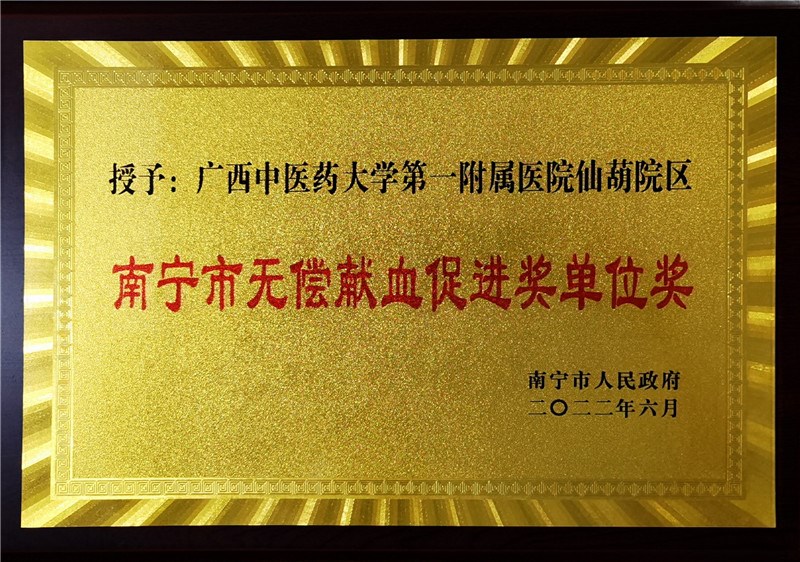 授予：广西中医药大学第一附属医院仙葫院区
南宁市无偿献血促进奖单位奖
南宁市人民政府
二〇二二年六月